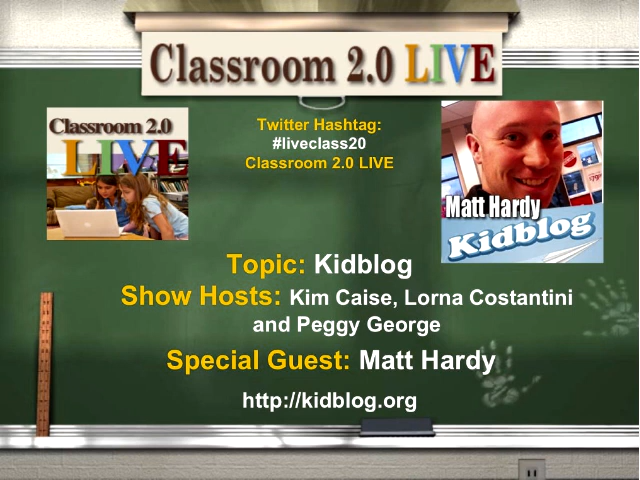 Classroom 2.0 LIVE
Classroom 2.0
LIVE
Twitter Hashtag:
#liveclass20
Classroom 2.0 LIVE
Matt Hardy
Kidblog
Topic: Kidblog
Show Hosts: Kim Caise, Lorna Costantini
and Peggy George
Special Guest: Matt Hardy
http://kidblog.org